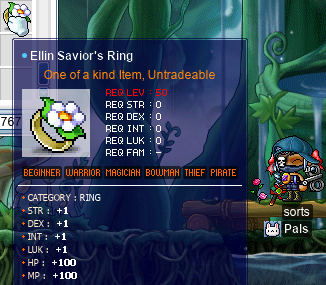 Ellin Savior's Ring
One of a kind Item, Untradeable
REQ LEV : 50
REQ STR : 0
REQ DEX : 0
REQ INT : 0
REQ LUK : 0
REQ FAM : -
767
BEGINNER WARRIOR MAGICIAN BOWMAN THIEF PIRATE
CATEGORY : RING
STR : +1
DEX : +1
INT : +1
LUK : +1
HP : +100
MP : +100
sorts
Pals